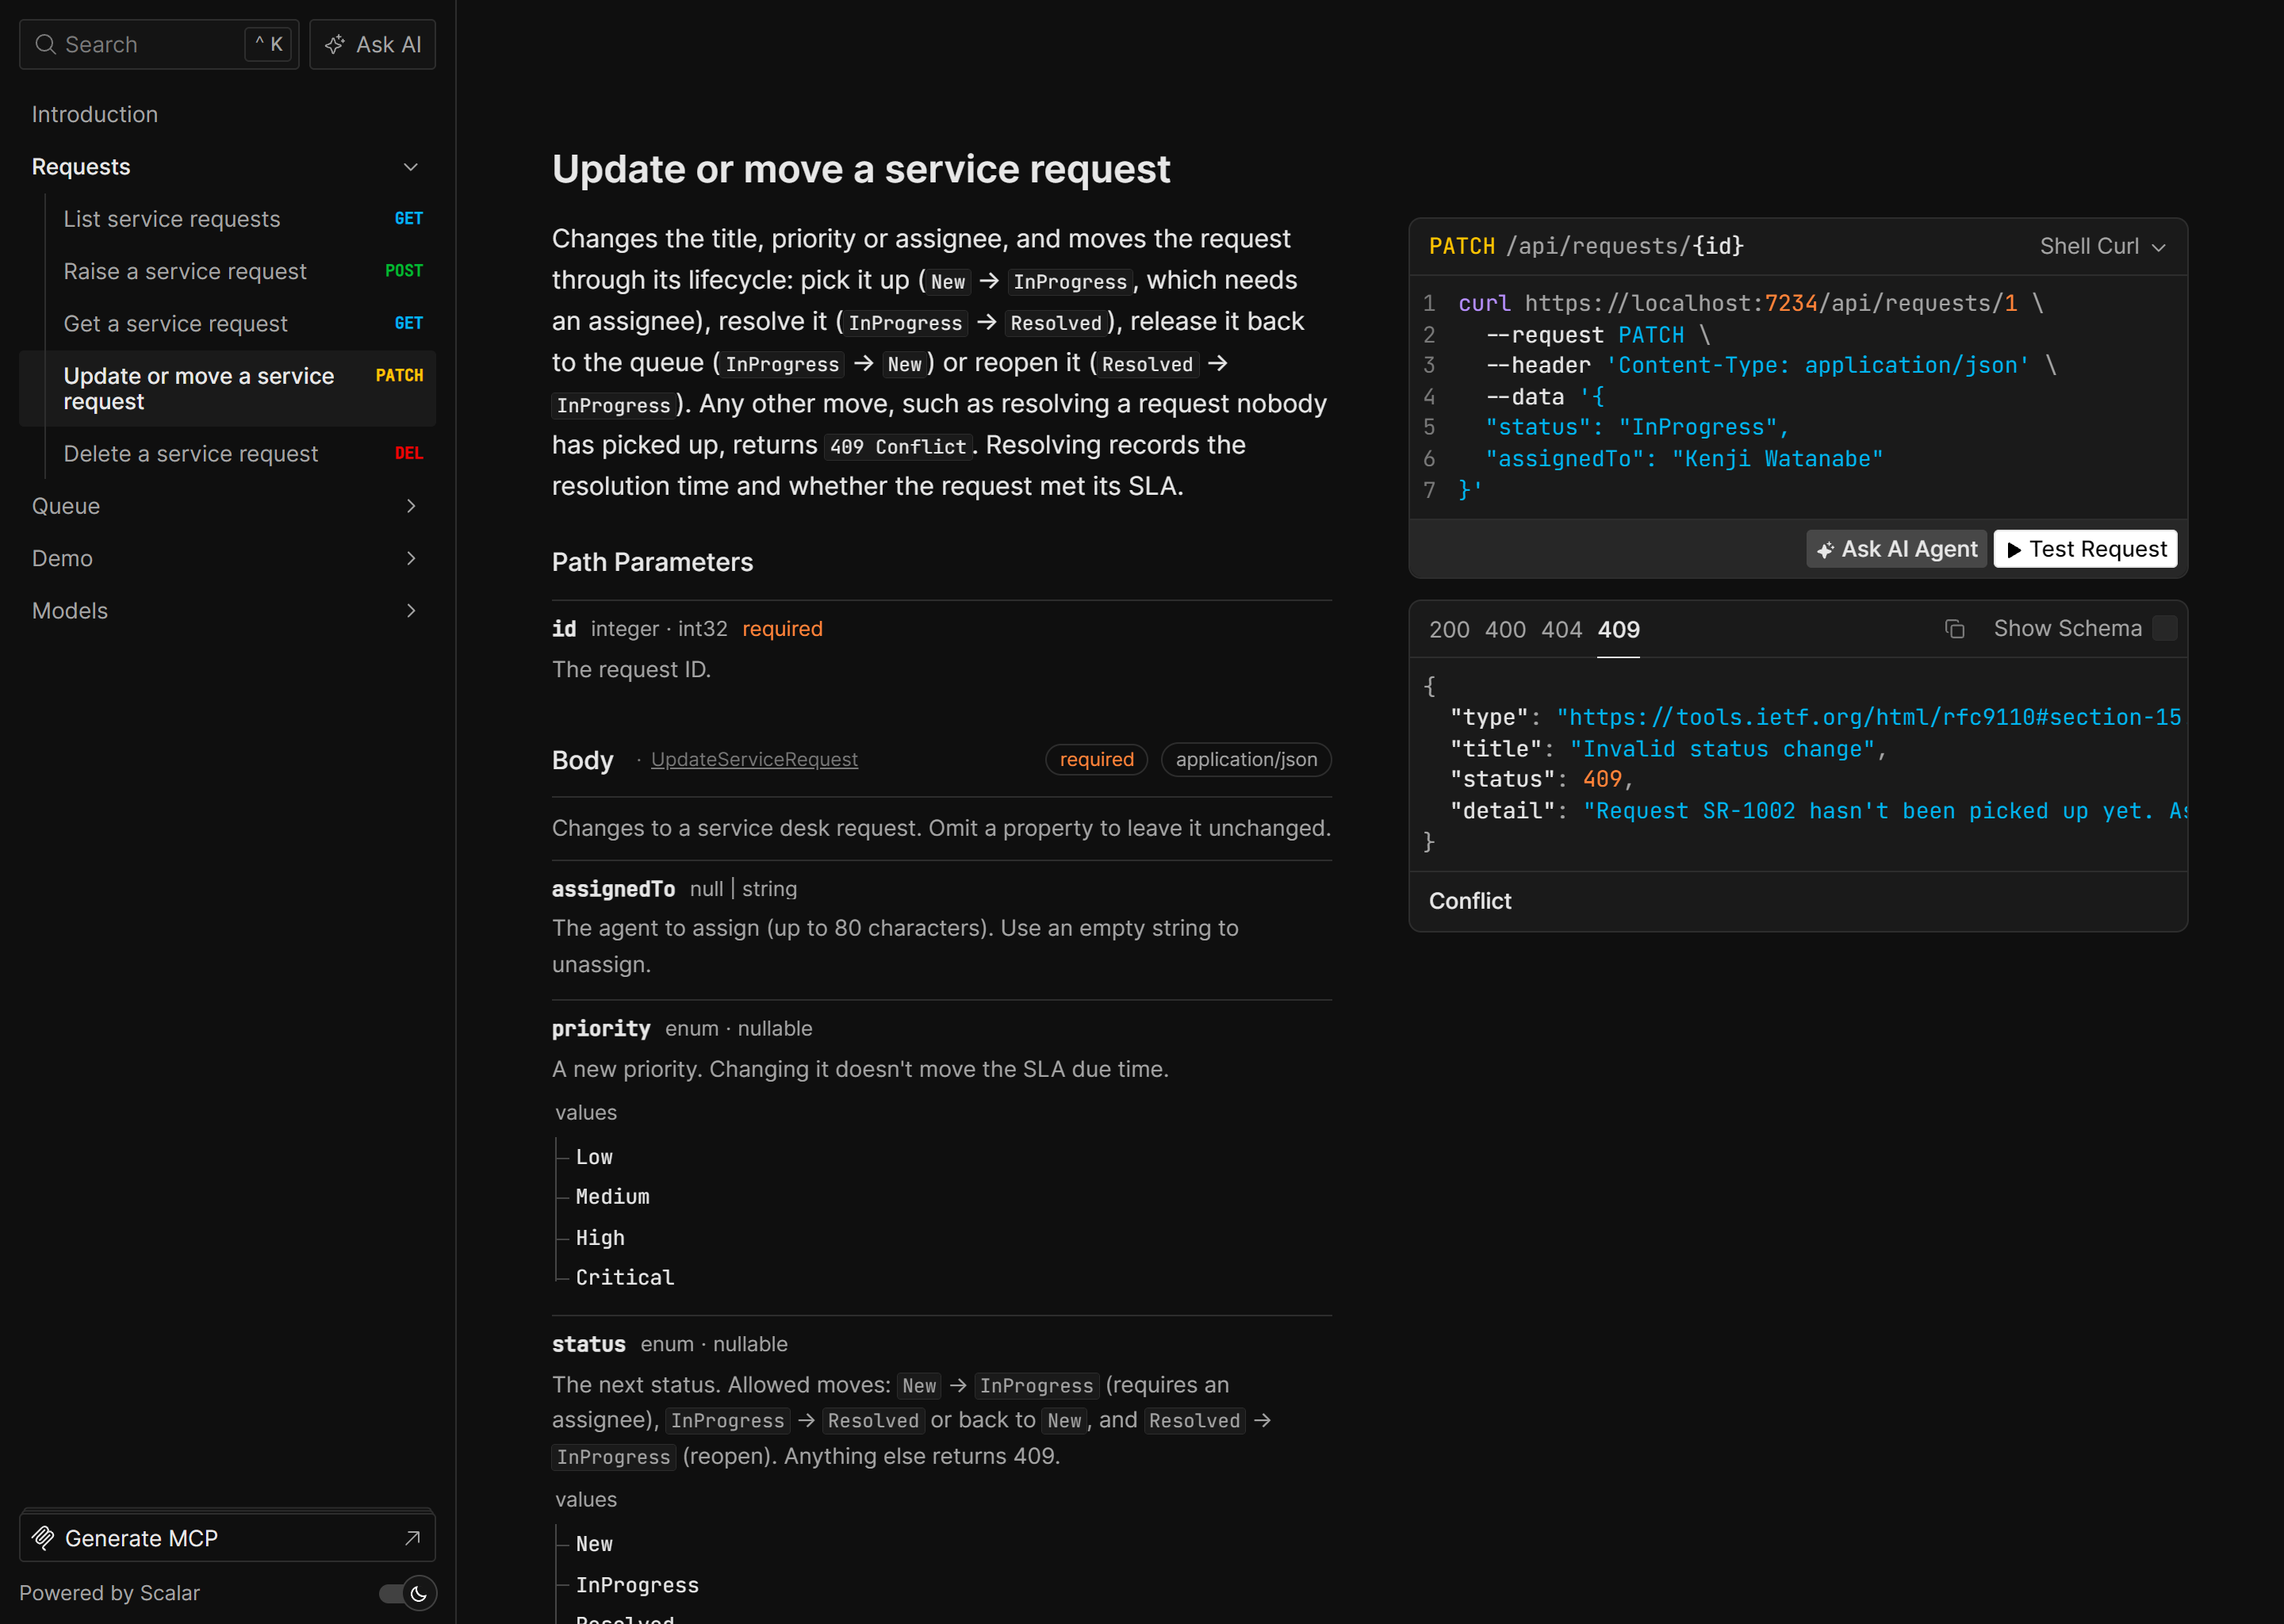 Search ^ K Ask AI
Introduction
Requests
List service requests GET
Raise a service request POST
Get a service request GET
Update or move a service request PATCH
Delete a service request DEL
Queue
Demo
Models
Generate MCP
Powered by Scalar
Update or move a service request
Changes the title, priority or assignee, and moves the request
through its lifecycle: pick it up (New → InProgress, which needs
an assignee), resolve it (InProgress → Resolved), release it back
to the queue (InProgress → New) or reopen it (Resolved →
InProgress). Any other move, such as resolving a request nobody
has picked up, returns 409 Conflict. Resolving records the
resolution time and whether the request met its SLA.
Path Parameters
id integer · int32 required
The request ID.
Body · UpdateServiceRequest required application/json
Changes to a service desk request. Omit a property to leave it unchanged.
assignedTo null | string
The agent to assign (up to 80 characters). Use an empty string to
unassign.
priority enum · nullable
A new priority. Changing it doesn't move the SLA due time.
values
Low
Medium
High
Critical
status enum · nullable
The next status. Allowed moves: New → InProgress (requires an
assignee), InProgress → Resolved or back to New, and Resolved →
InProgress (reopen). Anything else returns 409.
values
New
InProgress
Resolved
PATCH /api/requests/{id} Shell Curl
1 curl https://localhost:7234/api/requests/1 \
2 --request PATCH \
3 --header 'Content-Type: application/json' \
4 --data '{
5 "status": "InProgress",
6 "assignedTo": "Kenji Watanabe"
7 }'
Ask AI Agent Test Request
200 400 404 409 Show Schema
{
"type": "https://tools.ietf.org/html/rfc9110#section-15
"title": "Invalid status change",
"status": 409,
"detail": "Request SR-1002 hasn't been picked up yet. As
}
Conflict